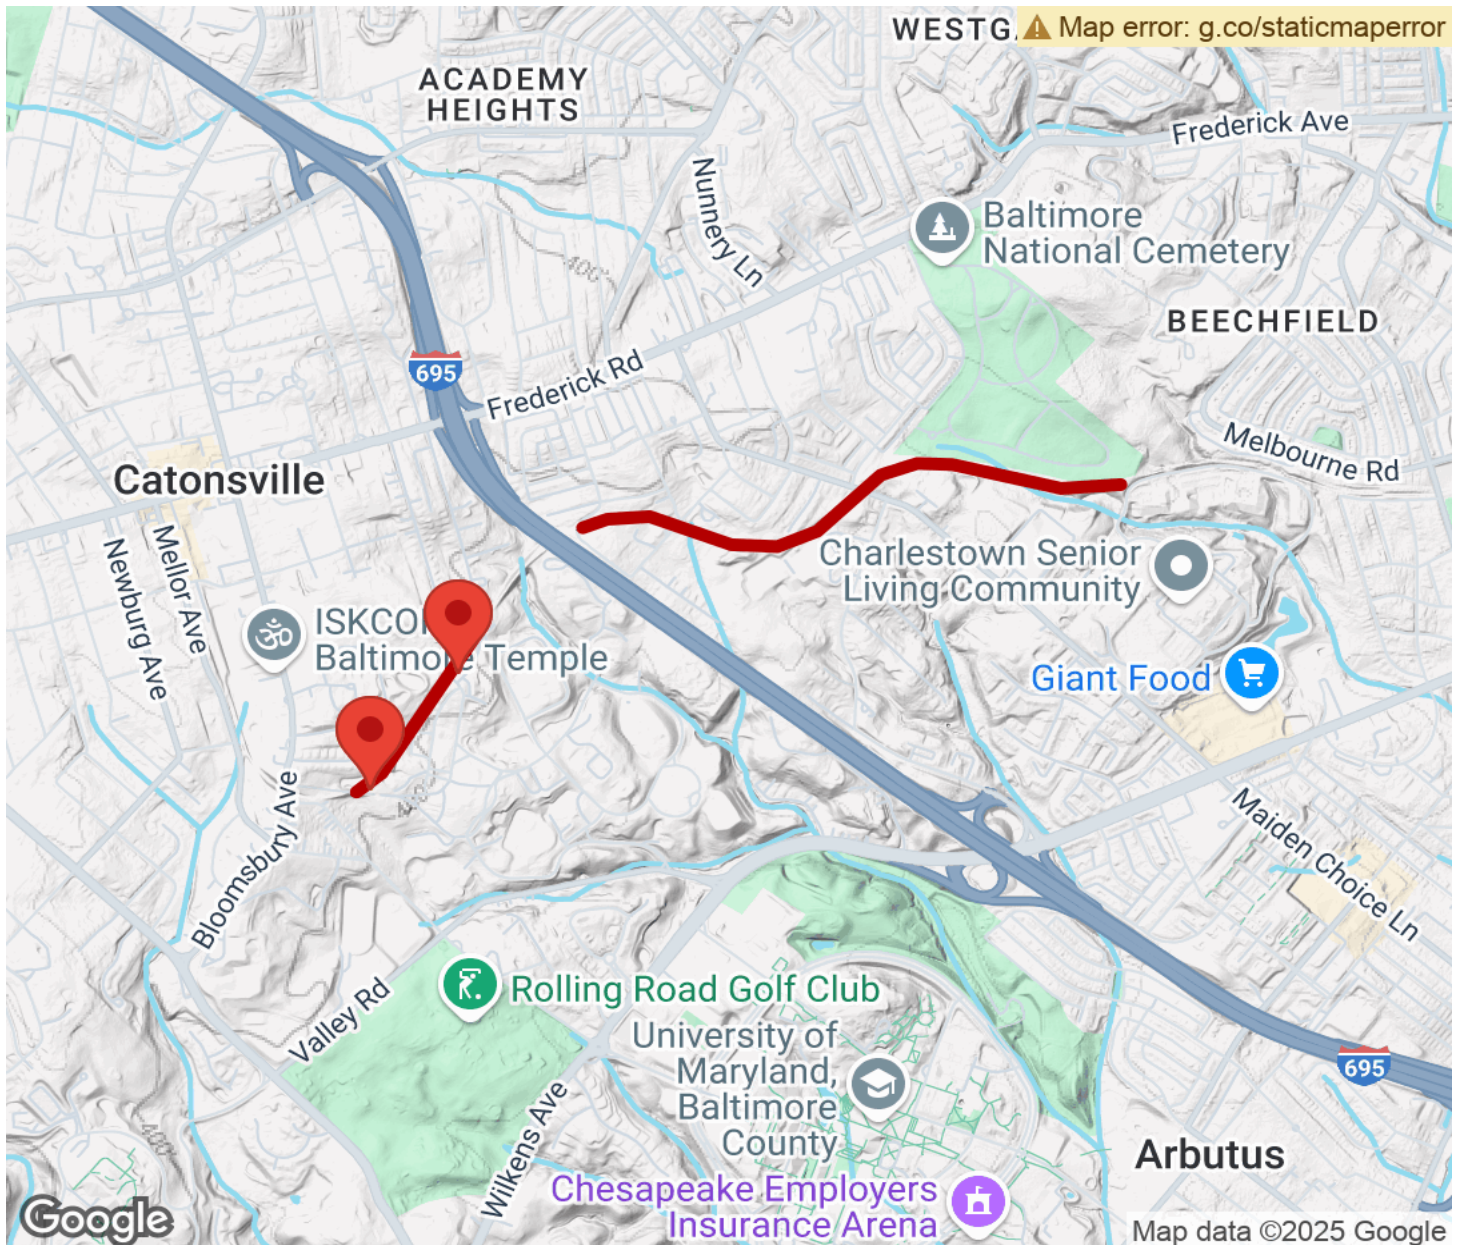 WESTG
Map error: g.co/staticmaperror
ACADEMY
HEIGHTS
Frederick Ave
Nunnery Ln
Baltimore
National Cemetery
400
BEECHFIELD
695
Frederick Rd
Melbourne Rd
Catonsville
Mellor Ave
Newburg Ave
Charlestown Senior
Living Community
ISKCO
Baltimore Temple
Giant Food
Bloomsbury Ave
Maiden Choice Ln
Rolling Road Golf Club
Valley Rd
University of
Maryland,
Baltimore
County
695
Wilkens Ave
400
Arbutus
Chesapeake Employers
Insurance Arena
Google
Map data ©2025 Google